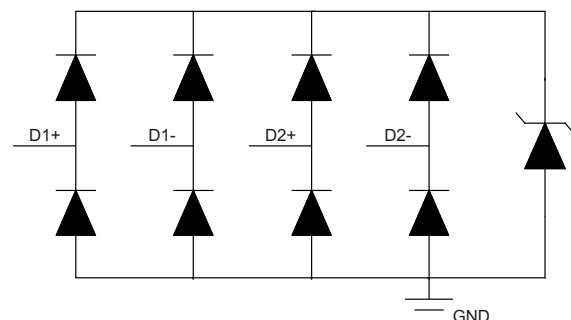 D1+
D1-
D2+
D2-
GND